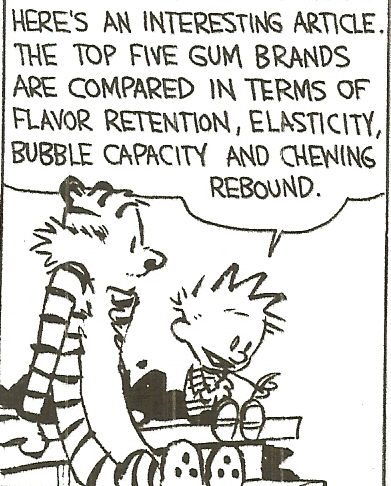 HERE'S AN INTERESTING ARTICLE.
THE TOP FIVE GUM BRANDS
ARE COMPARED IN TERMS OF
FLAVOR RETENTION, ELASTICITY,
BUBBLE CAPACITY AND CHEWING
REBOUND.